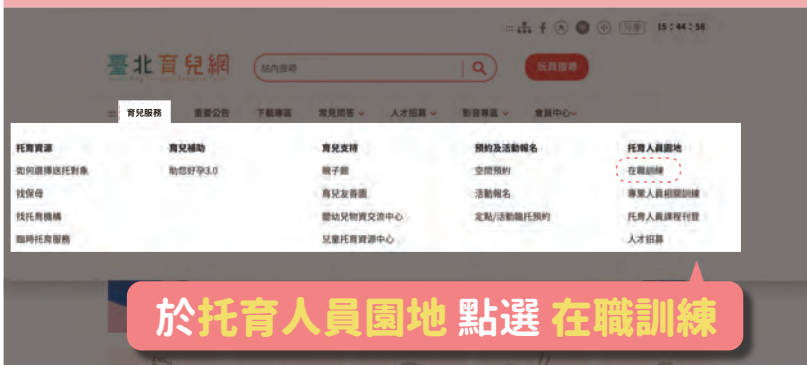 大 中 小 15:44:58
臺北育兒網 站內搜尋 玩具搜尋
育兒服務 重要公告 下載專區 常見問答 人才招募 影音專區 會員中心
托育資源 育兒補助 育兒支持 預約及活動報名 托育人員園地
如何選擇送托對象 助您好孕3.0 親子館 空間預約 在職訓練
找保母 育兒友善園 活動報名 專業人員相關訓練
找托育機構 嬰幼兒物資交流中心 定點/活動臨托預約 托育人員課程刊登
臨時托育服務 兒童托育資源中心 人才招募
於托育人員園地 點選 在職訓練